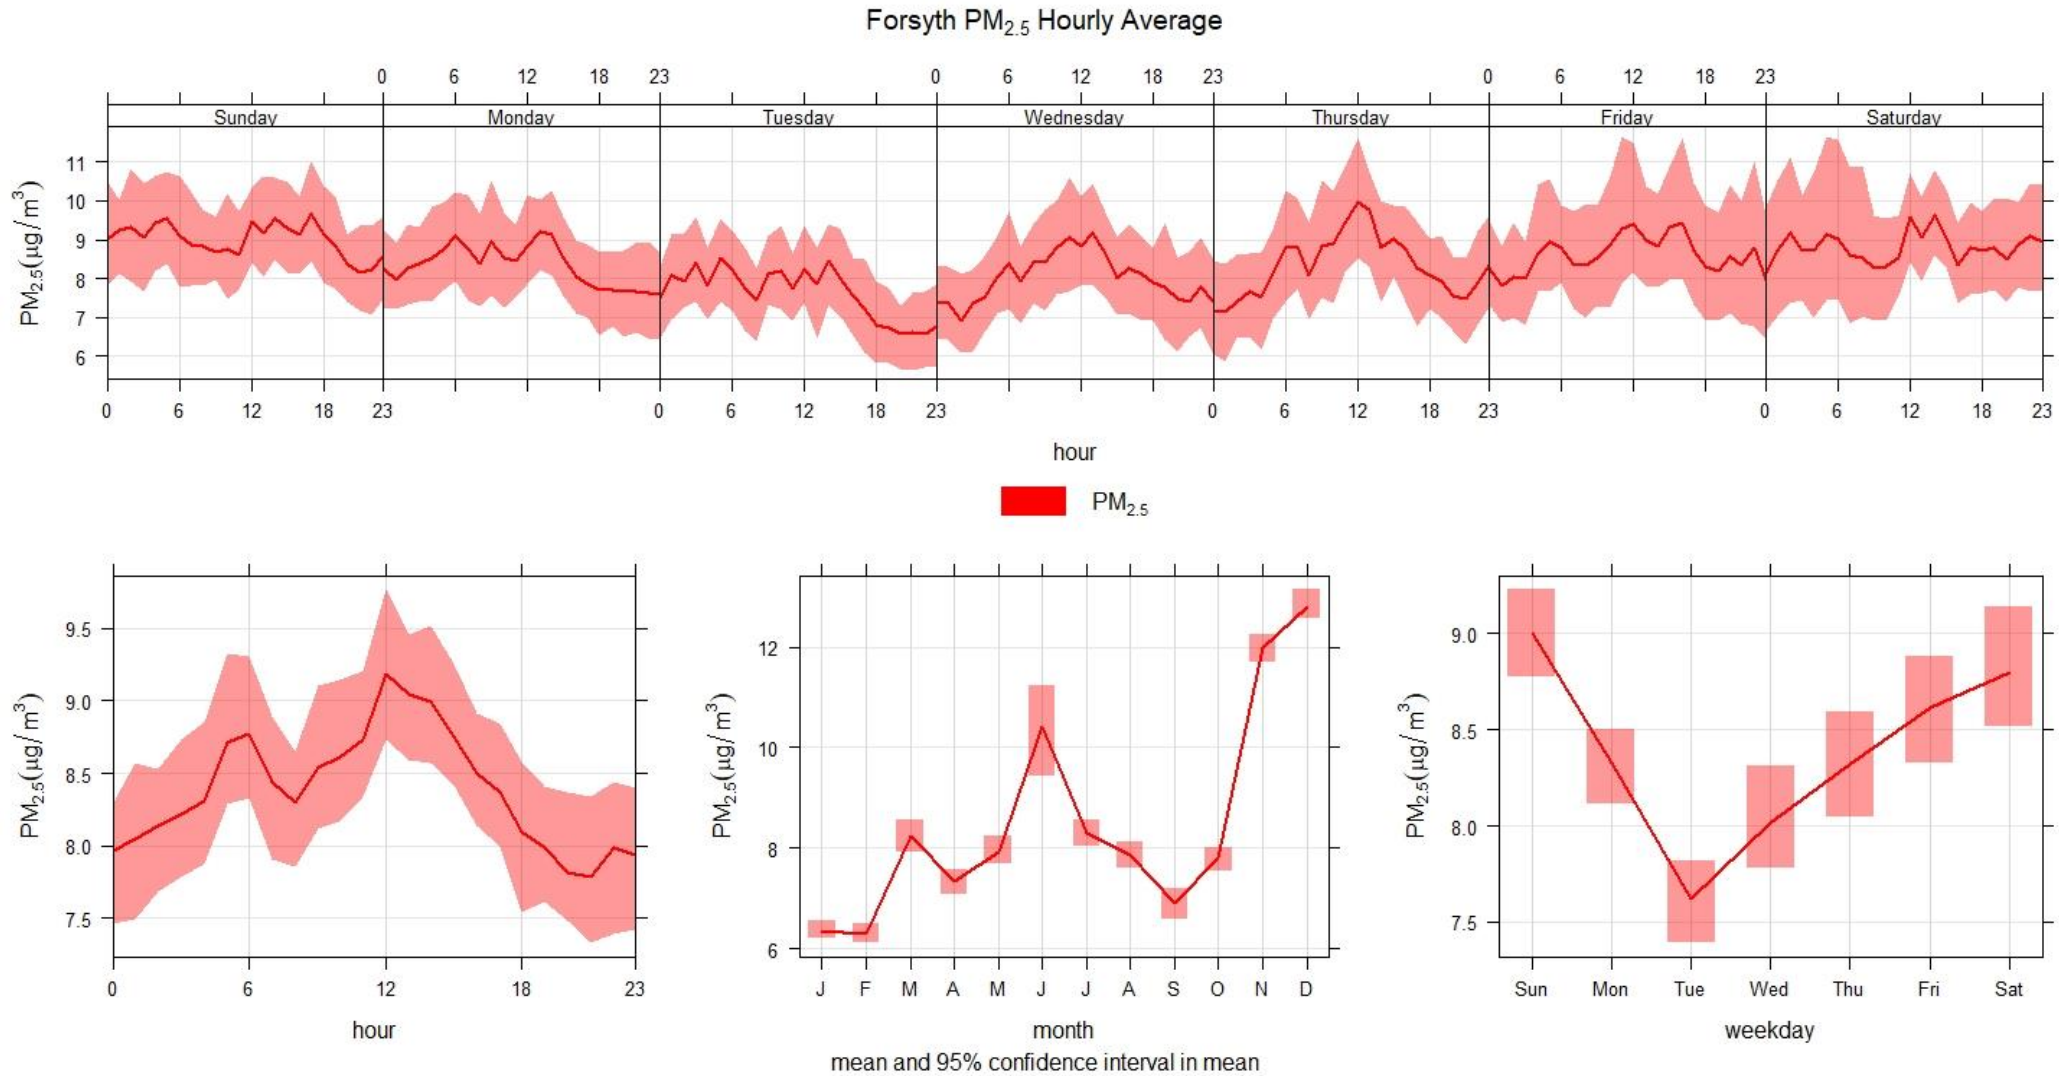 Forsyth PM2.5 Hourly Average
0 6 12 18 23 0 6 12 18 23 0 6 12 18 23
Sunday Monday Tuesday Wednesday Thursday Friday Saturday
11
10
9
8
7
6
PM2.5(µg/m3)
0 6 12 18 23 0 6 12 18 23 0 6 12 18 23 0 6 12 18 23
hour
PM2.5
9.5
9.0
8.5
8.0
7.5
PM2.5(µg/m3)
0 6 12 18 23
hour
12
10
8
6
PM2.5(µg/m3)
J F M A M J J A S O N D
month
9.0
8.5
8.0
7.5
PM2.5(µg/m3)
Sun Mon Tue Wed Thu Fri Sat
weekday
mean and 95% confidence interval in mean